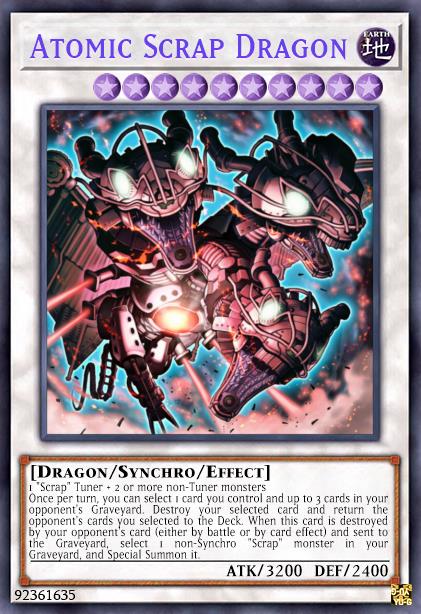 Atomic Scrap Dragon
EARTH
地
[Dragon/Synchro/Effect]
1 "Scrap" Tuner + 2 or more non-Tuner monsters
Once per turn, you can select 1 card you control and up to 3 cards in your
opponent's Graveyard. Destroy your selected card and return the
opponent's cards you selected to the Deck. When this card is destroyed
by your opponent's card (either by battle or by card effect) and sent to
the Graveyard, select 1 non-Synchro "Scrap" monster in your
Graveyard, and Special Summon it.
ATK/3200 DEF/2400
92361635